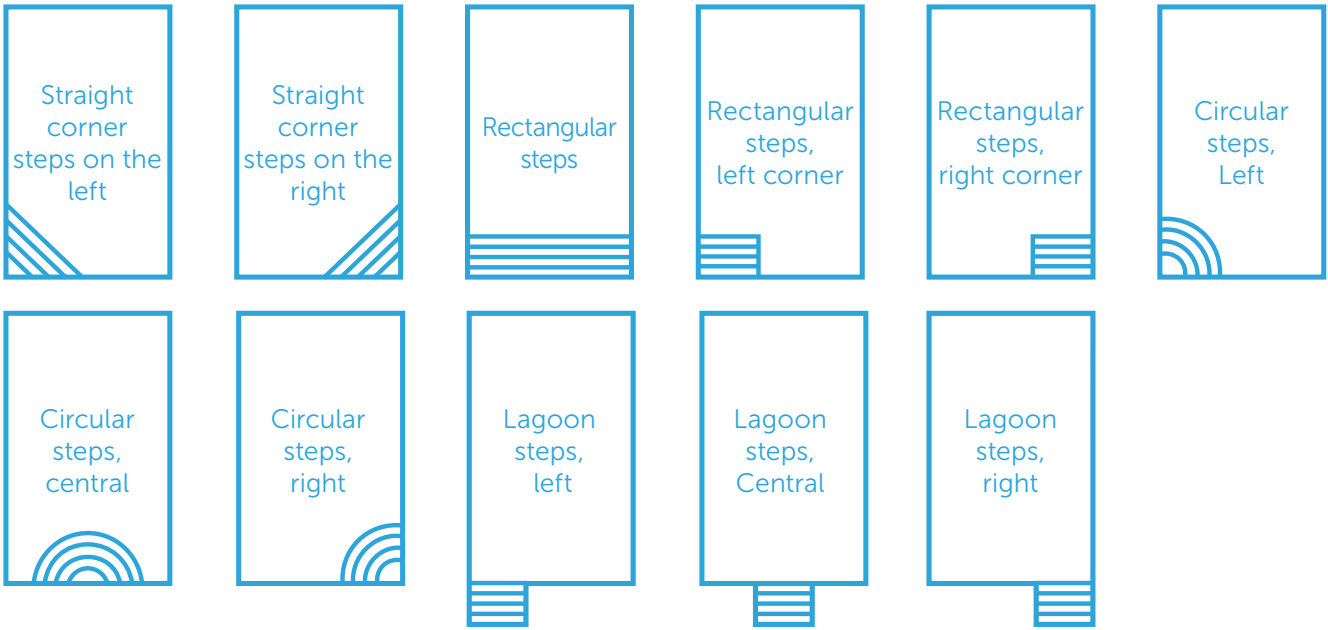 Straight
corner
steps on the
left
Straight
corner
steps on the
right
Rectangular
steps
Rectangular
steps,
left corner
Rectangular
steps,
right corner
Circular
steps,
Left
Circular
steps,
central
Circular
steps,
right
Lagoon
steps,
left
Lagoon
steps,
Central
Lagoon
steps,
right